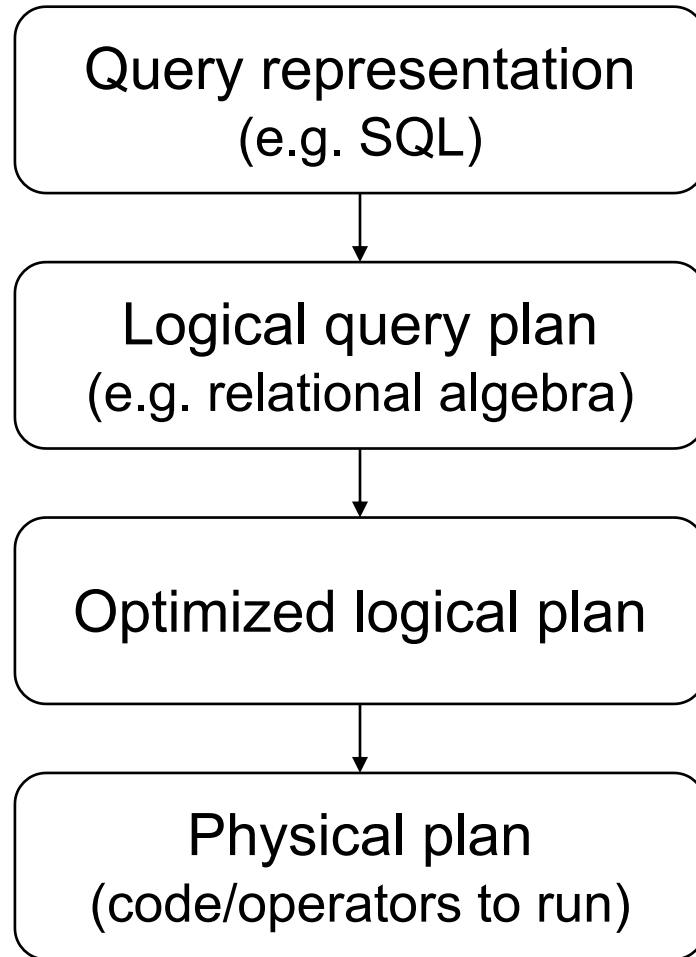 Query representation
(e.g. SQL)
Logical query plan
(e.g. relational algebra)
Optimized logical plan
Physical plan
(code/operators to run)